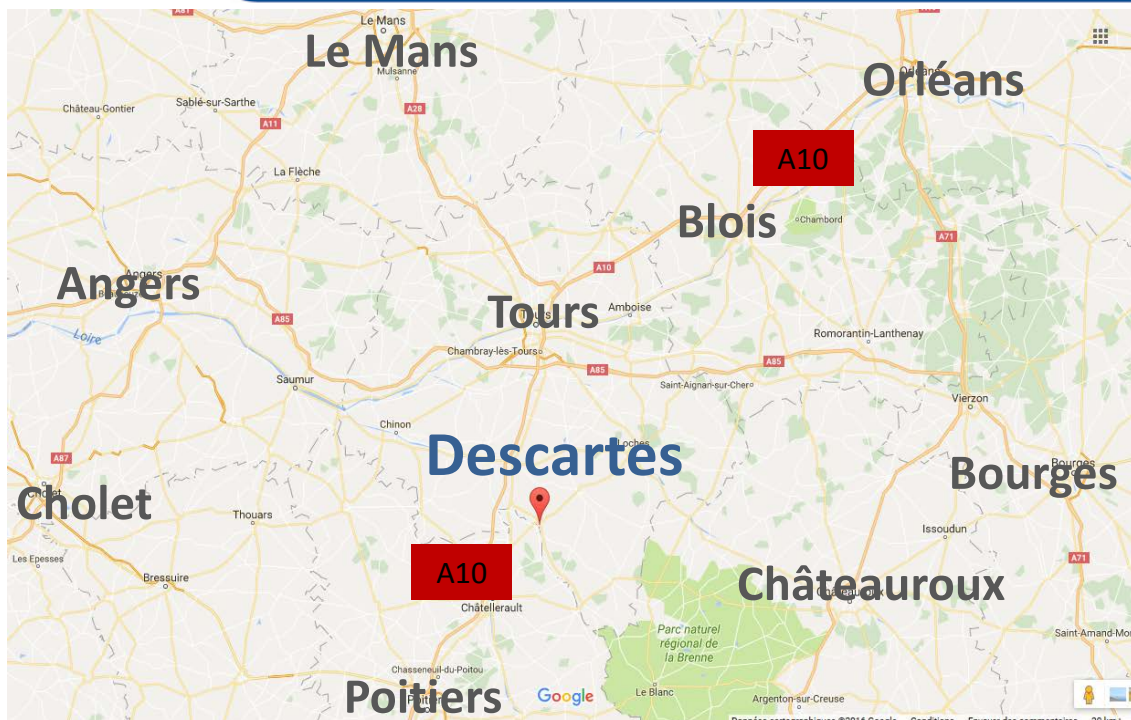 A81
Le Mans
Le Mans
Mulsanne
Orléans
Orléans
Château-Gontier
Sablé-sur-Sarthe
A28
A11
A10
La Flèche
Blois
Chambord
A71
Angers
Angers
A10
Tours
Tours
Amboise
Loire
A85
Romorantin-Lanthenay
Chambray-lès-Tours
A85
A85
Saumur
Saint-Aignan-sur-Cher
Vierzon
Chinon
Descartes
Loches
A87
Bourges
Bourges
Cholet
Cholet
Thouars
Issoudun
Les Epesses
A10
A71
Bressuire
Châteauroux
Châtellerault
Parc naturel
régional de
la Brenne
Saint-Amand-Mon
Chasseneuil-du-Poitou
Poitiers
Google
Le Blanc
Argenton-sur-Creuse